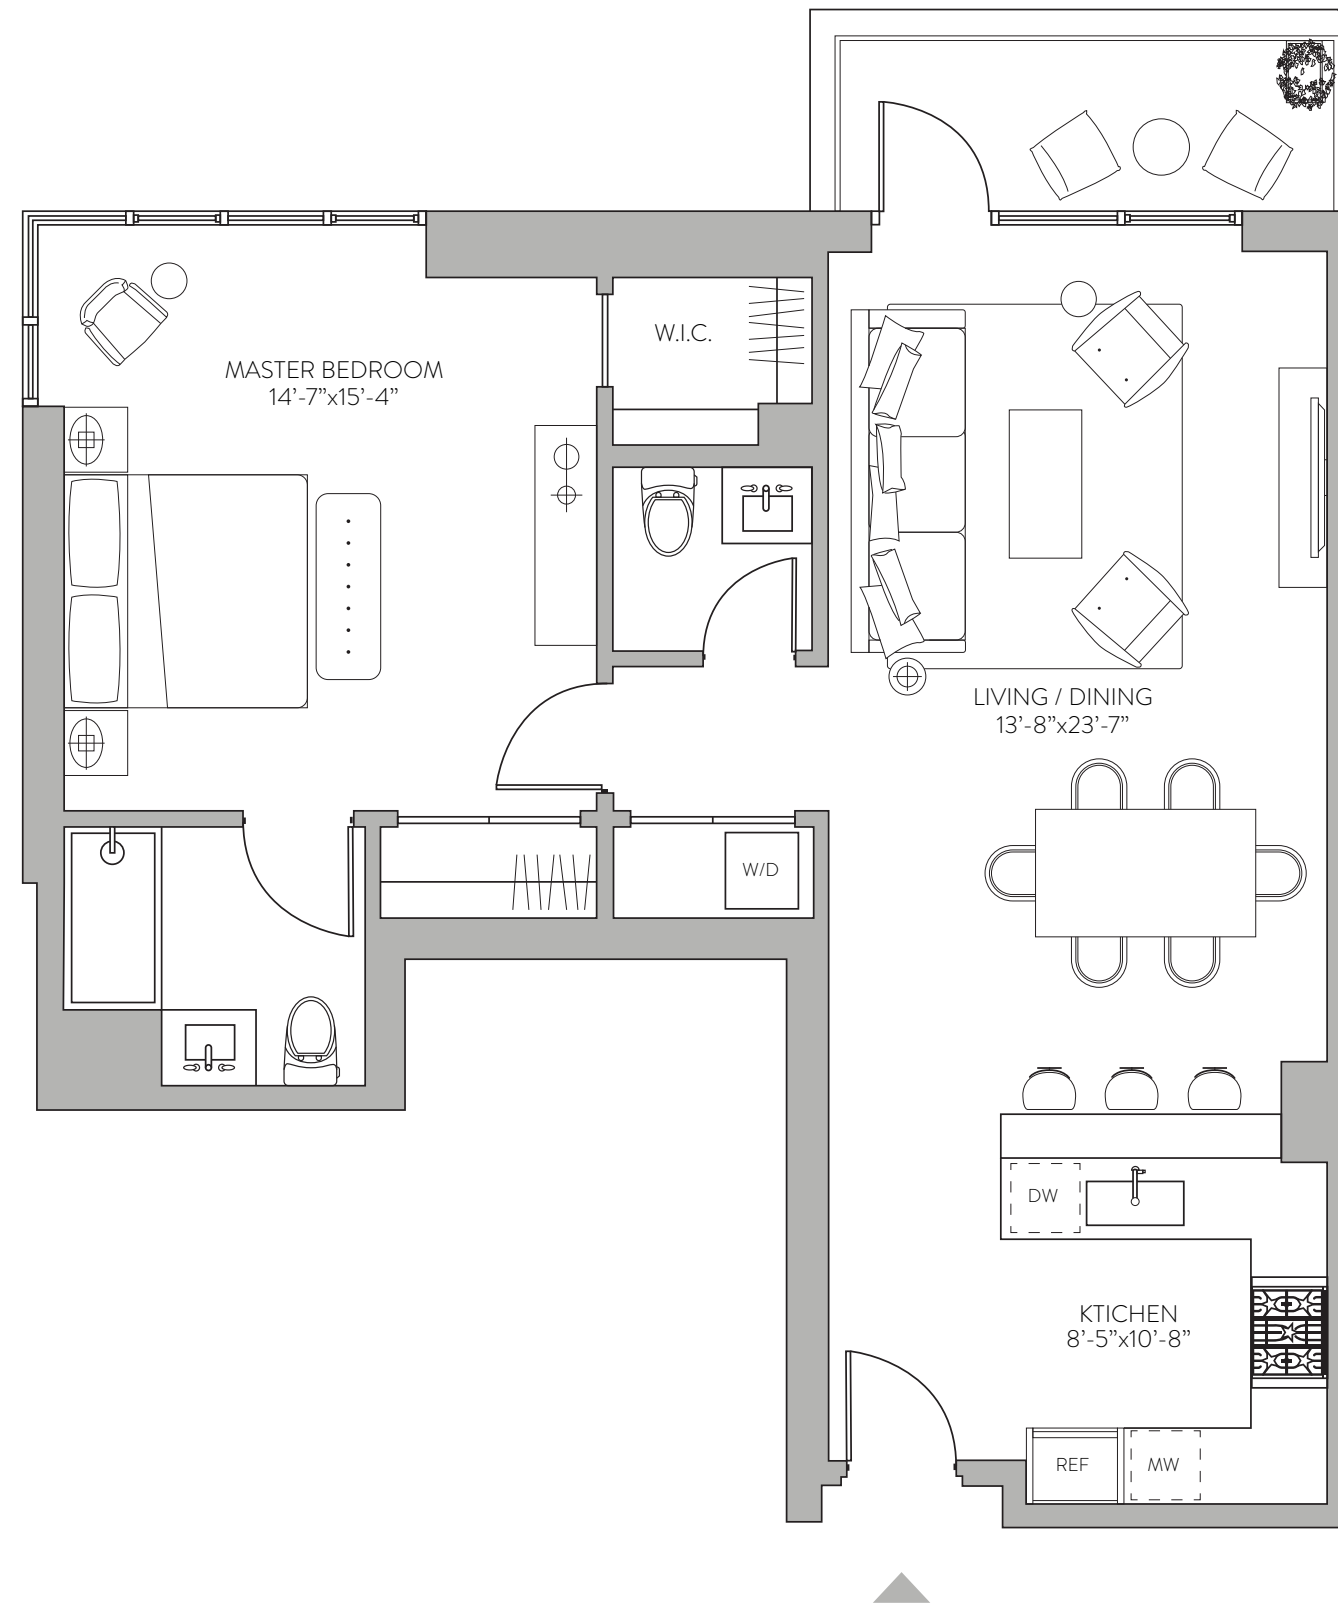 W.I.C.
MASTER BEDROOM
14’-7”x15’-4”
LIVING / DINING
13’-8”x23’-7”
W/D
DW
KTICHEN
8’-5”x10’-8”
REF
MW